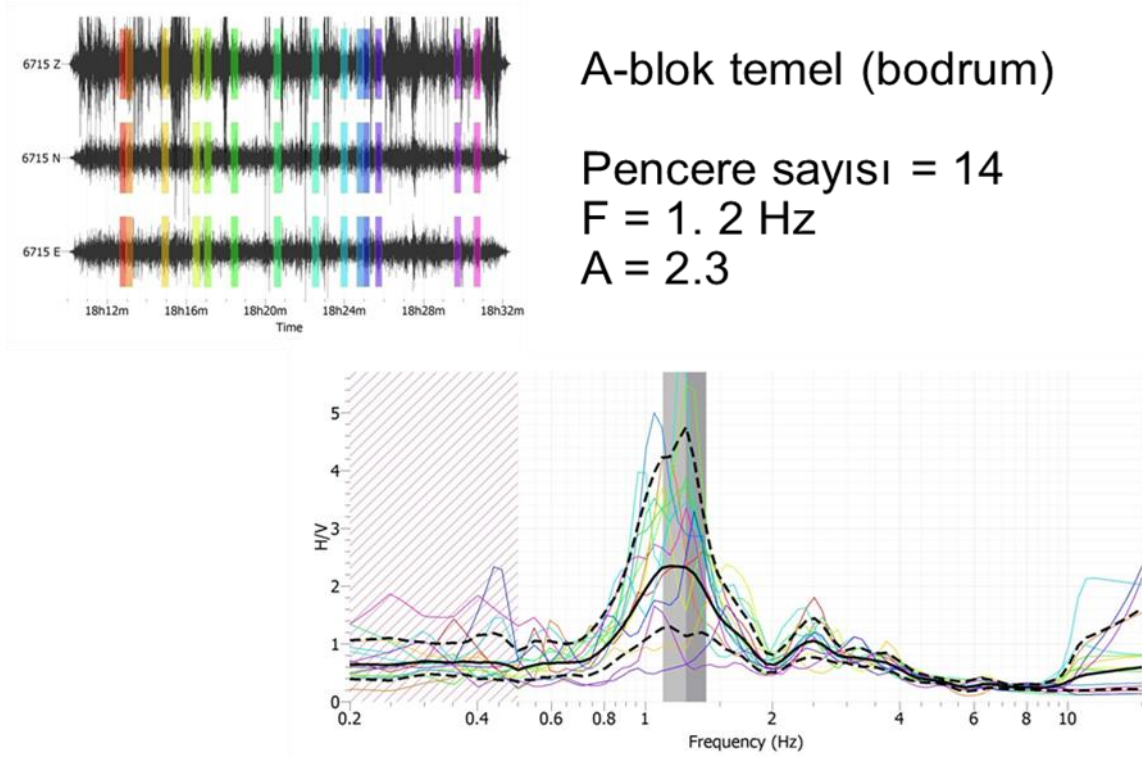 A-blok temel (bodrum)
Pencere sayısı = 14
F = 1. 2 Hz
A = 2.3
6715 Z
6715 N
6715 E
18h12m 18h16m 18h20m 18h24m 18h28m 18h32m
Time
H/V
5
4
3
2
1
0
0.2 0.4 0.6 0.8 1 2 4 6 8 10
Frequency (Hz)